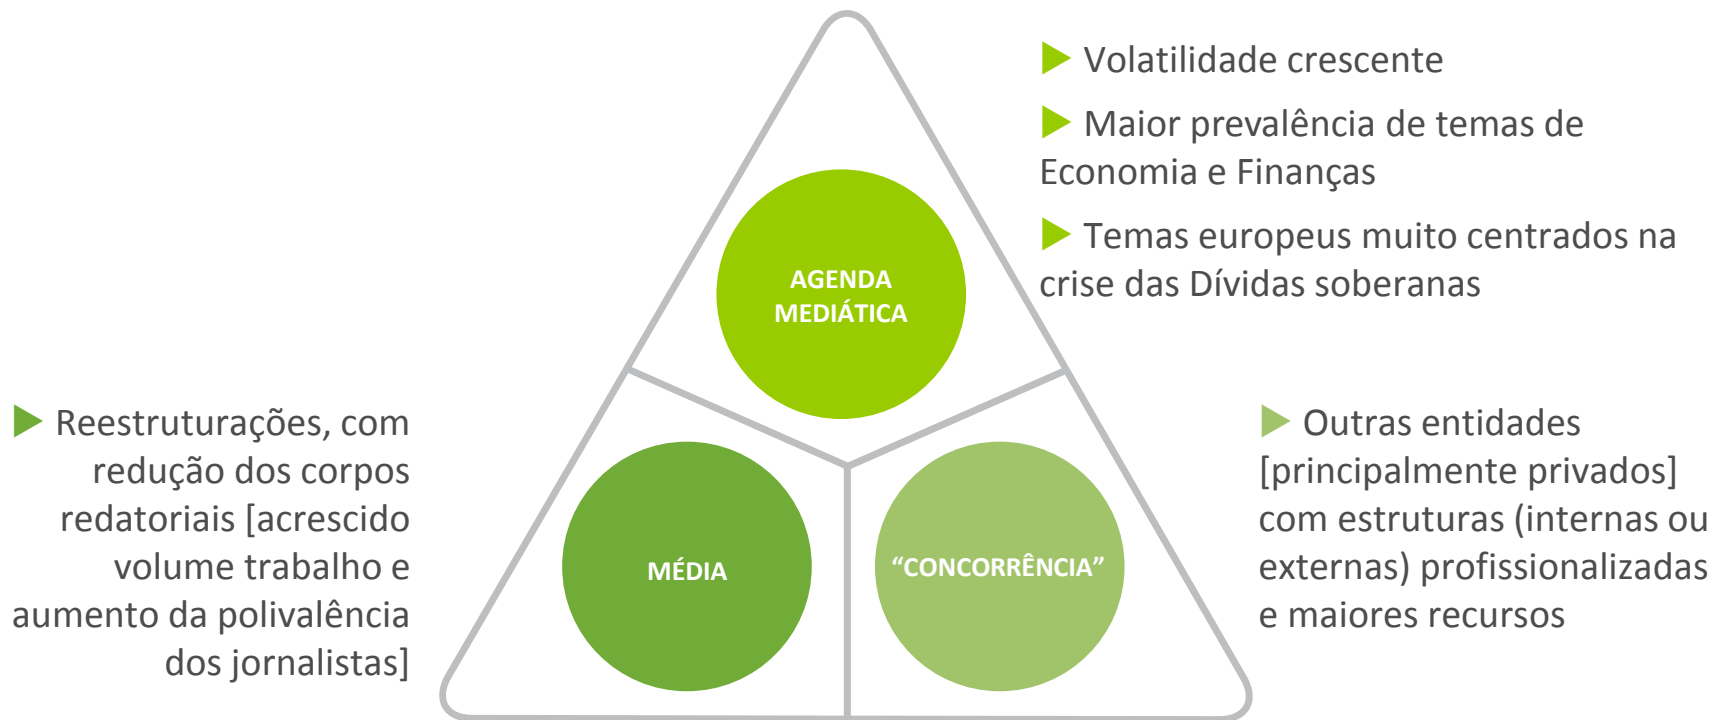 ▶ Volatilidade crescente
▶ Maior prevalência de temas de
Economia e Finanças
▶ Temas europeus muito centrados na
crise das Dívidas soberanas
AGENDA
MEDIÁTICA
▶ Reestruturações, com
redução dos corpos
redatoriais [acrescido
volume trabalho e
aumento da polivalência
dos jornalistas]
MÉDIA
“CONCORRÊNCIA”
▶ Outras entidades
[principalmente privados]
com estruturas (internas ou
externas) profissionalizadas
e maiores recursos